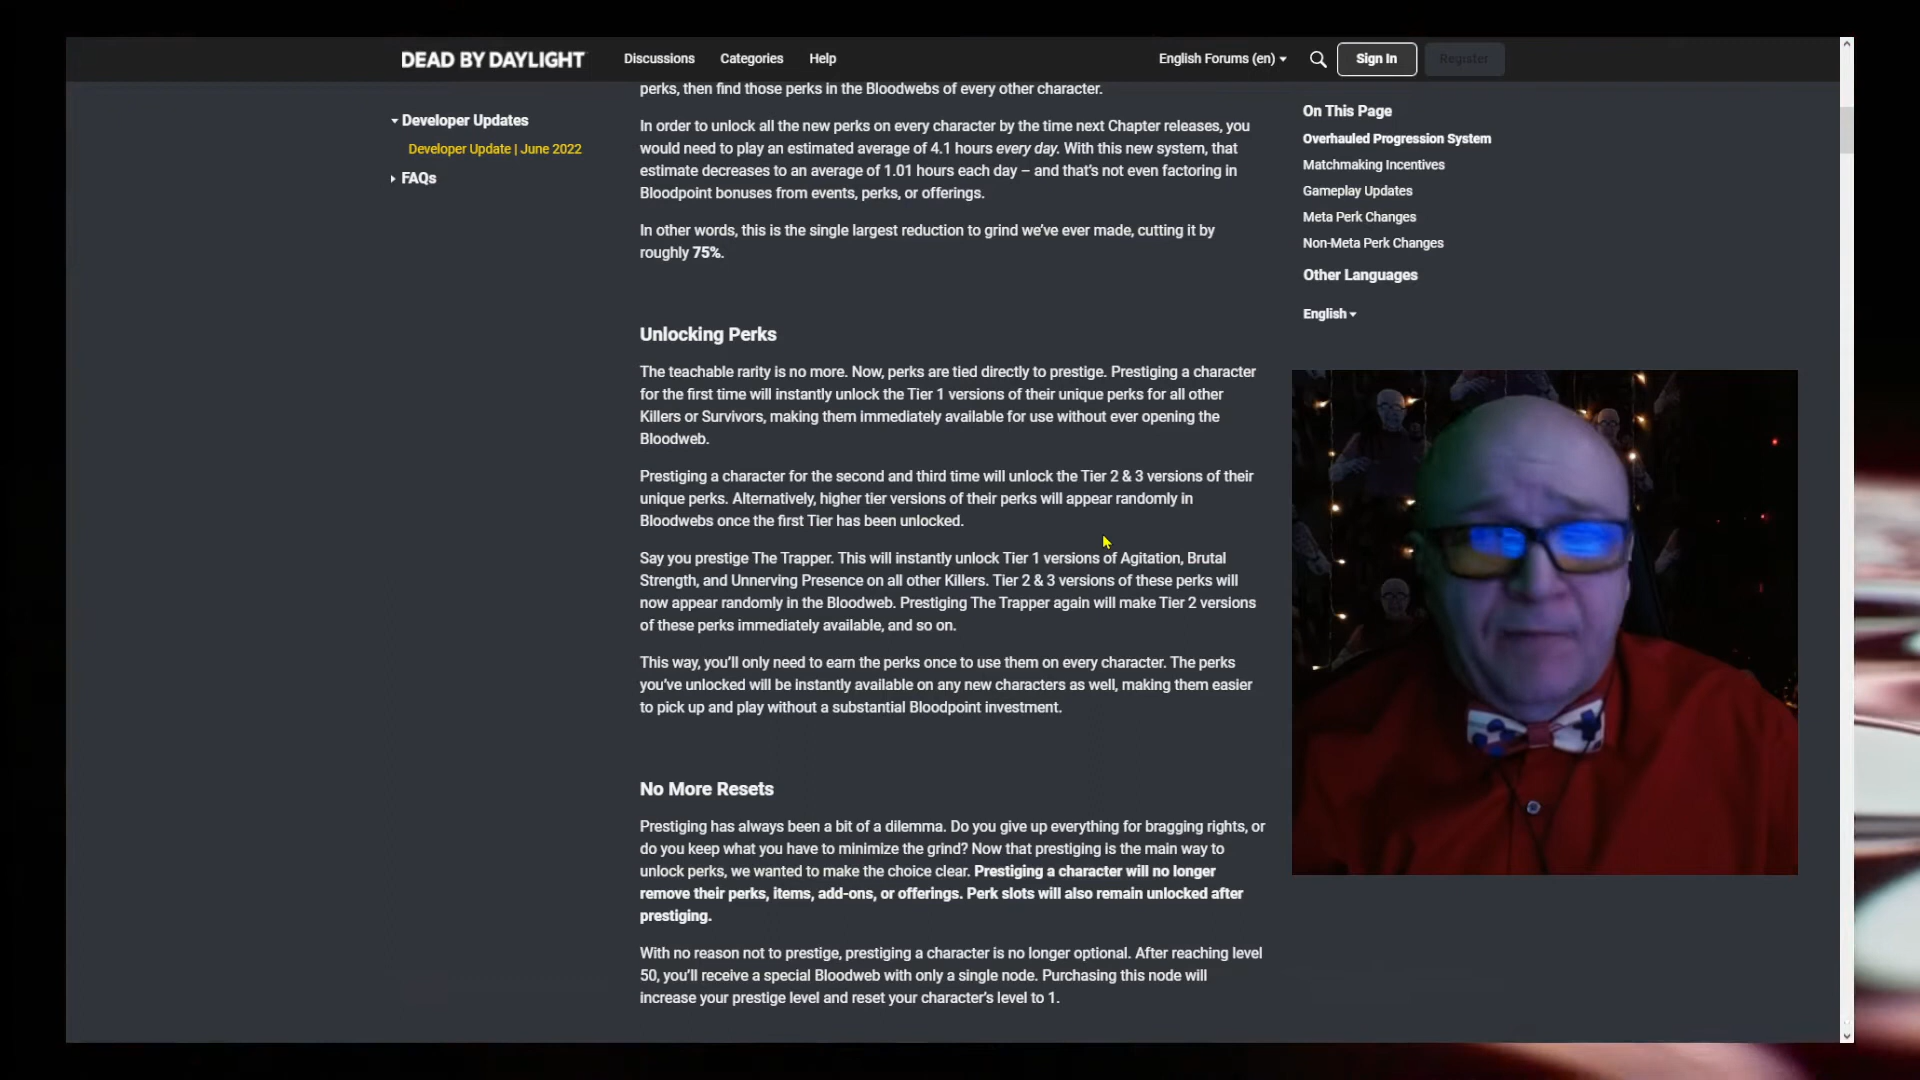 DEAD BY DAYLIGHT
Discussions
Categories
Help
English Forums (en)
Sign In
Register
Developer Updates
Developer Update | June 2022
FAQs
perks, then find those perks in the Bloodwebs of every other character.
In order to unlock all the new perks on every character by the time next Chapter releases, you
would need to play an estimated average of 4.1 hours every day. With this new system, that
estimate decreases to an average of 1.01 hours each day – and that's not even factoring in
Bloodpoint bonuses from events, perks, or offerings.
In other words, this is the single largest reduction to grind we've ever made, cutting it by
roughly 75%.
Unlocking Perks
The teachable rarity is no more. Now, perks are tied directly to prestige. Prestiging a character
for the first time will instantly unlock the Tier 1 versions of their unique perks for all other
Killers or Survivors, making them immediately available for use without ever opening the
Bloodweb.
Prestiging a character for the second and third time will unlock the Tier 2 & 3 versions of their
unique perks. Alternatively, higher tier versions of their perks will appear randomly in
Bloodwebs once the first Tier has been unlocked.
Say you prestige The Trapper. This will instantly unlock Tier 1 versions of Agitation, Brutal
Strength, and Unnerving Presence on all other Killers. Tier 2 & 3 versions of these perks will
now appear randomly in the Bloodweb. Prestiging The Trapper again will make Tier 2 versions
of these perks immediately available, and so on.
This way, you'll only need to earn the perks once to use them on every character. The perks
you've unlocked will be instantly available on any new characters as well, making them easier
to pick up and play without a substantial Bloodpoint investment.
No More Resets
Prestiging has always been a bit of a dilemma. Do you give up everything for bragging rights, or
do you keep what you have to minimize the grind? Now that prestiging is the main way to
unlock perks, we wanted to make the choice clear. Prestiging a character will no longer
remove their perks, items, add-ons, or offerings. Perk slots will also remain unlocked after
prestiging.
With no reason not to prestige, prestiging a character is no longer optional. After reaching level
50, you'll receive a special Bloodweb with only a single node. Purchasing this node will
increase your prestige level and reset your character's level to 1.
On This Page
Overhauled Progression System
Matchmaking Incentives
Gameplay Updates
Meta Perk Changes
Non-Meta Perk Changes
Other Languages
English